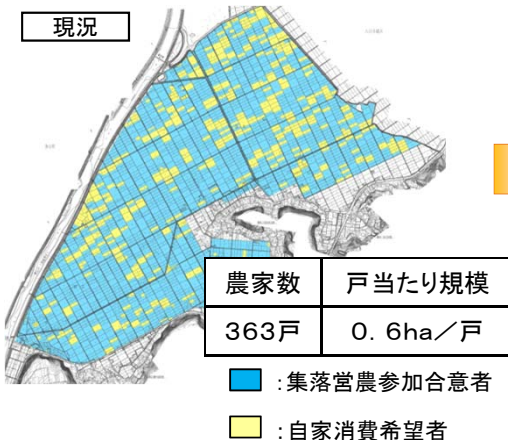 現況
農家数 戸当たり規模
363戸 0．6ha／戸
：集落営農参加合意者
：自家消費希望者